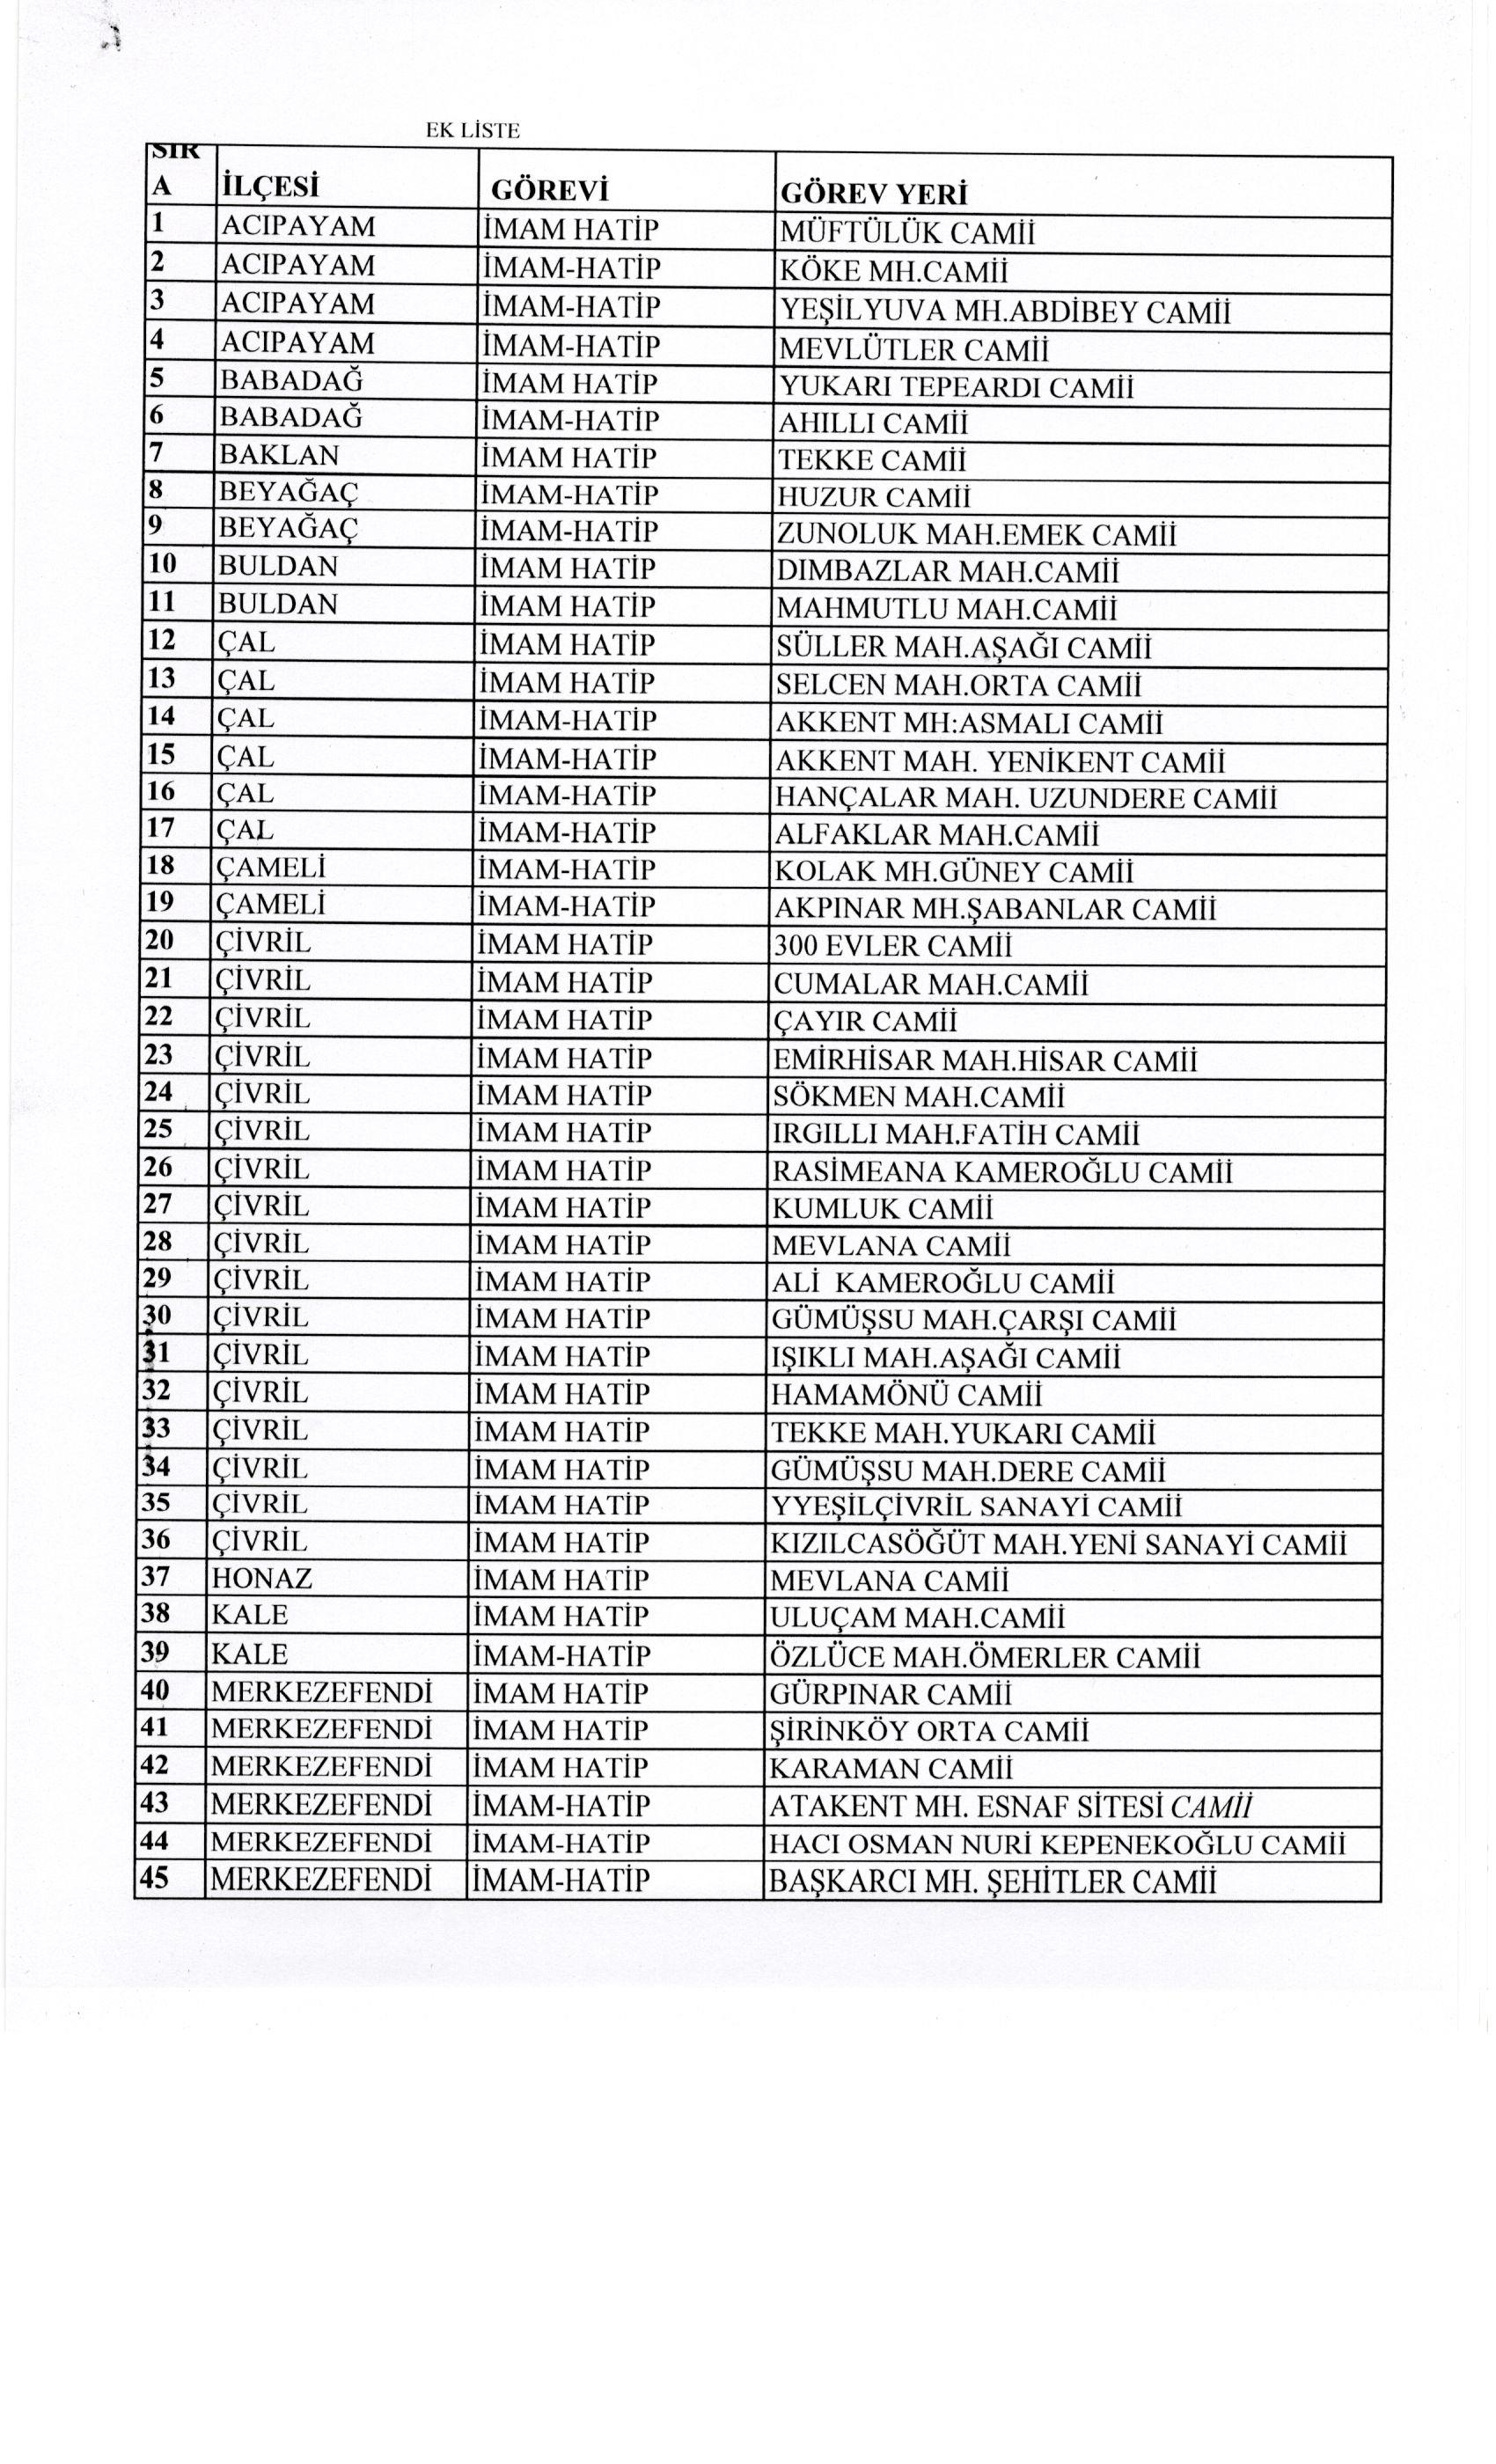 EK LİSTE
SIR
A İLÇESİ GÖREVİ GÖREV YERİ
1 ACIPAYAM İMAM HATİP MÜFTÜLÜK CAMİİ
2 ACIPAYAM İMAM-HATİP KÖKE MH.CAMİİ
3 ACIPAYAM İMAM-HATİP YEŞİLYUVA MH.ABDİBEY CAMİİ
4 ACIPAYAM İMAM-HATİP MEVLÜTLER CAMİİ
5 BABADAĞ İMAM HATİP YUKARI TEPEARDI CAMİİ
6 BABADAĞ İMAM-HATİP AHILLI CAMİİ
7 BAKLAN İMAM HATİP TEKKE CAMİİ
8 BEYAĞAÇ İMAM-HATİP HUZUR CAMİİ
9 BEYAĞAÇ İMAM-HATİP ZUNOLUK MAH.EMEK CAMİİ
10 BULDAN İMAM HATİP DIMBAZLAR MAH.CAMİİ
11 BULDAN İMAM HATİP MAHMUTLU MAH.CAMİİ
12 ÇAL İMAM HATİP SÜLLER MAH.AŞAĞI CAMİİ
13 ÇAL İMAM HATİP SELCEN MAH.ORTA CAMİİ
14 ÇAL İMAM-HATİP AKKENT MH:ASMALI CAMİİ
15 ÇAL İMAM-HATİP AKKENT MAH. YENİKENT CAMİİ
16 ÇAL İMAM-HATİP HANÇALAR MAH. UZUNDERE CAMİİ
17 ÇAL İMAM-HATİP ALFAKLAR MAH.CAMİİ
18 ÇAMELİ İMAM-HATİP KOLAK MH.GÜNEY CAMİİ
19 ÇAMELİ İMAM-HATİP AKPINAR MH.ŞABANLAR CAMİİ
20 ÇİVRİL İMAM HATİP 300 EVLER CAMİİ
21 ÇİVRİL İMAM HATİP CUMALAR MAH.CAMİİ
22 ÇİVRİL İMAM HATİP ÇAYIR CAMİİ
23 ÇİVRİL İMAM HATİP EMİRHİSAR MAH.HİSAR CAMİİ
24 ÇİVRİL İMAM HATİP SÖKMEN MAH.CAMİİ
25 ÇİVRİL İMAM HATİP IRGILLI MAH.FATİH CAMİİ
26 ÇİVRİL İMAM HATİP RASİMEANA KAMEROĞLU CAMİİ
27 ÇİVRİL İMAM HATİP KUMLUK CAMİİ
28 ÇİVRİL İMAM HATİP MEVLANA CAMİİ
29 ÇİVRİL İMAM HATİP ALİ KAMEROĞLU CAMİİ
30 ÇİVRİL İMAM HATİP GÜMÜŞSU MAH.ÇARŞI CAMİİ
31 ÇİVRİL İMAM HATİP IŞIKLI MAH.AŞAĞI CAMİİ
32 ÇİVRİL İMAM HATİP HAMAMÖNÜ CAMİİ
33 ÇİVRİL İMAM HATİP TEKKE MAH.YUKARI CAMİİ
34 ÇİVRİL İMAM HATİP GÜMÜŞSU MAH.DERE CAMİİ
35 ÇİVRİL İMAM HATİP YYEŞİLÇİVRİL SANAYİ CAMİİ
36 ÇİVRİL İMAM HATİP KIZILCASÖĞÜT MAH.YENİ SANAYİ CAMİİ
37 HONAZ İMAM HATİP MEVLANA CAMİİ
38 KALE İMAM HATİP ULUÇAM MAH.CAMİİ
39 KALE İMAM-HATİP ÖZLÜCE MAH.ÖMERLER CAMİİ
40 MERKEZEFENDİ İMAM HATİP GÜRPINAR CAMİİ
41 MERKEZEFENDİ İMAM HATİP ŞİRİNKÖY ORTA CAMİİ
42 MERKEZEFENDİ İMAM HATİP KARAMAN CAMİİ
43 MERKEZEFENDİ İMAM-HATİP ATAKENT MH. ESNAF SİTESİ CAMİİ
44 MERKEZEFENDİ İMAM-HATİP HACI OSMAN NURİ KEPENEKOĞLU CAMİİ
45 MERKEZEFENDİ İMAM-HATİP BAŞKARCI MH. ŞEHİTLER CAMİİ